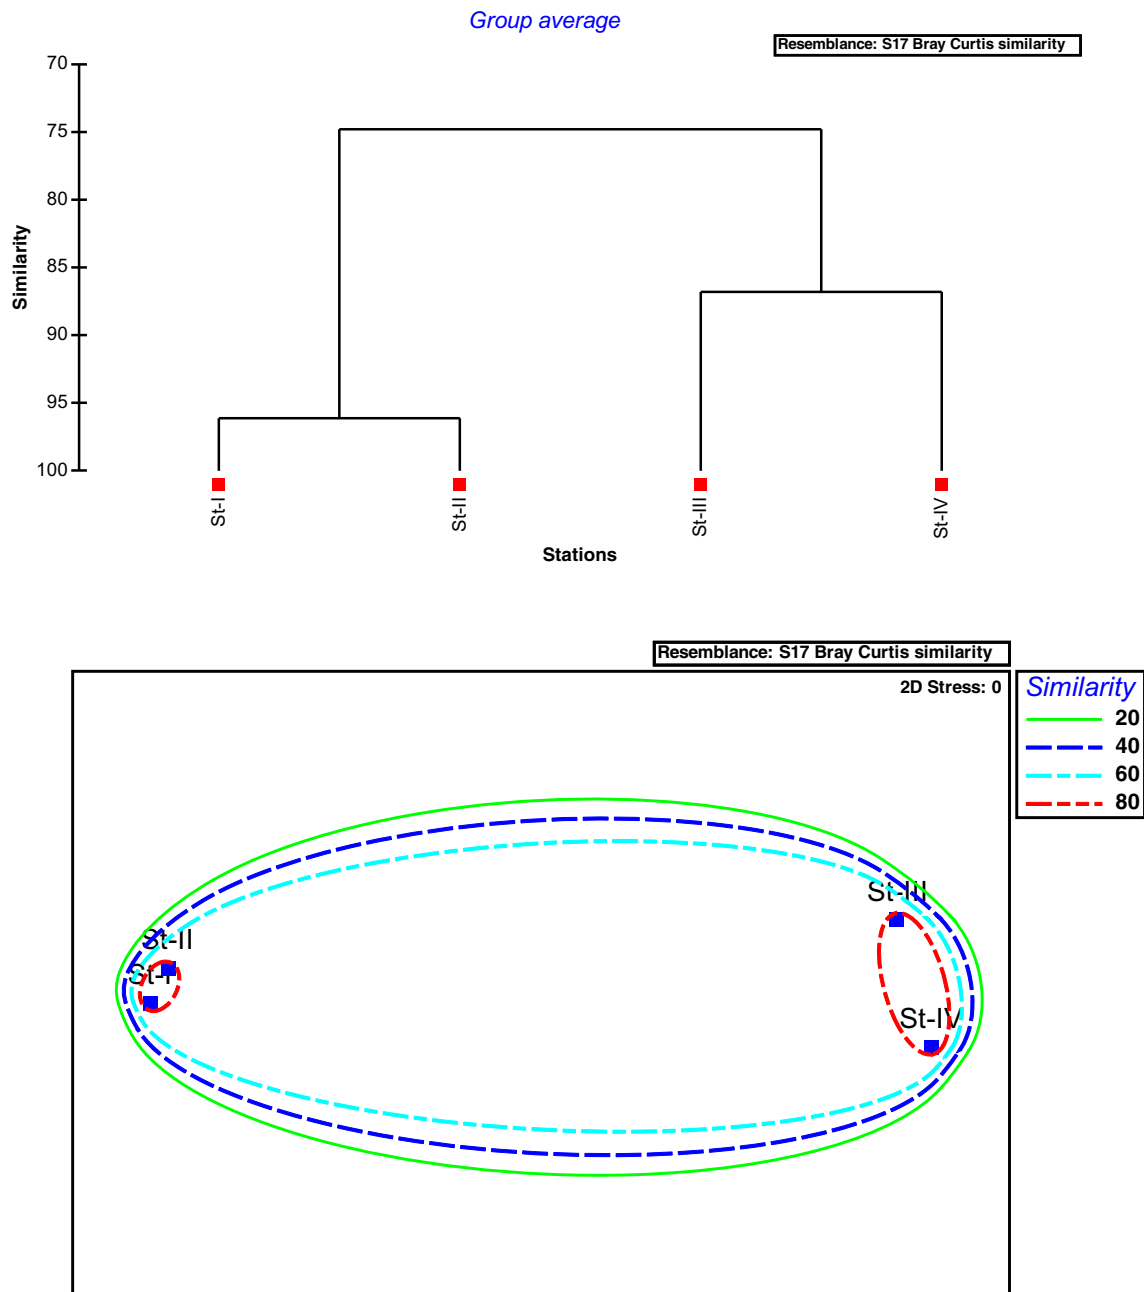 Group average
Resemblance: S17 Bray Curtis similarity
70
75
80
85
90
95
100
Similarity
St-I
St-II
St-III
St-IV
Stations
Resemblance: S17 Bray Curtis similarity
2D Stress: 0
Similarity
20
40
60
80
St-III
St-II
St-I
St-IV